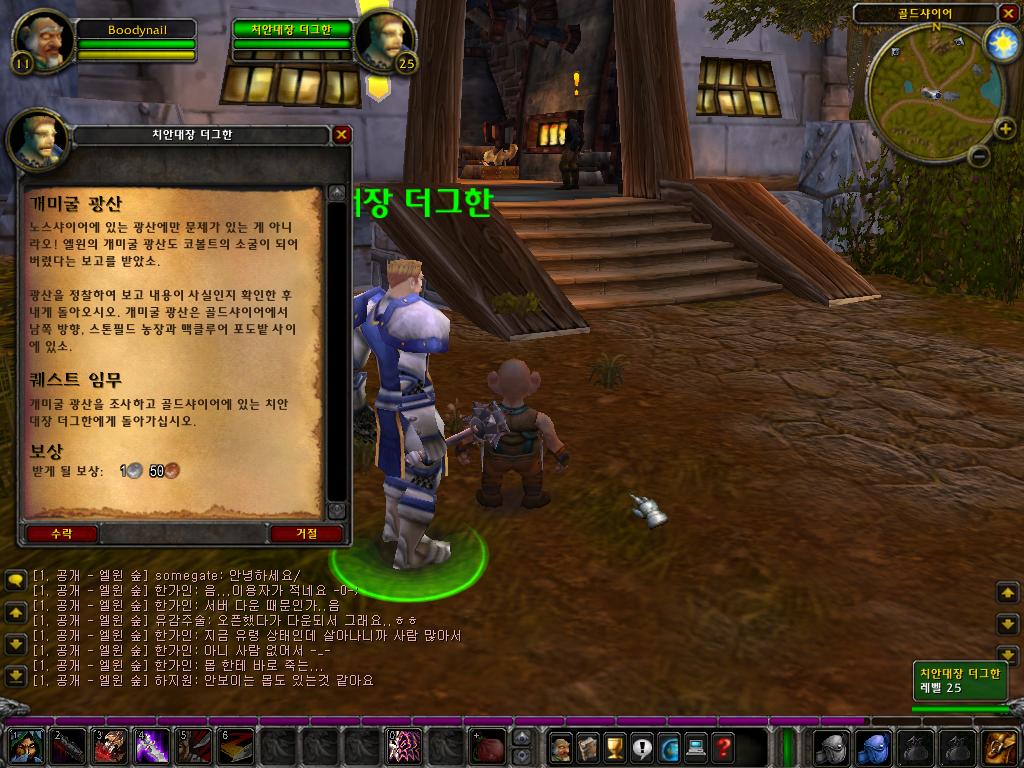 Boodynail
11
치안대장 더그한
25
골드샤이어
N
치안대장 더그한
개미굴 광산
노스샤이어에 있는 광산에만 문제가 있는 게 아니
라오! 엘윈의 개미굴 광산도 코볼트의 소굴이 되어
버렸다는 보고를 받았소.
광산을 정찰하여 보고 내용이 사실인지 확인한 후
내게 돌아오시오. 개미굴 광산은 골드샤이어에서
남쪽 방향, 스톤필드 농장과 맥클루어 포도밭 사이
에 있소.
퀘스트 임무
개미굴 광산을 조사하고 골드샤이어에 있는 치안
대장 더그한에게 돌아가십시오.
보상
받게 될 보상: 1 50
수락 거절
장 더그한
[1. 공개 - 엘윈 숲] somegate: 안녕하세요/
[1. 공개 - 엘윈 숲] 한가인: 음...이용자가 적네요 -0-;
[1. 공개 - 엘윈 숲] 한가인: 서버 다운 때문인가..음
[1. 공개 - 엘윈 숲] 유감주술: 오픈했다가 다운되서 그래요..ㅎㅎ
[1. 공개 - 엘윈 숲] 한가인: 지금 유령 상태인데 살아나니까 사람 많아서
[1. 공개 - 엘윈 숲] 한가인: 아니 사람 없어서 -_-
[1. 공개 - 엘윈 숲] 한가인: 몹 한테 바로 죽는...
[1. 공개 - 엘윈 숲] 하지원: 안보이는 몹도 있는것 같아요
치안대장 더그한
레벨 25
1 2 3 4 5 6 0 +